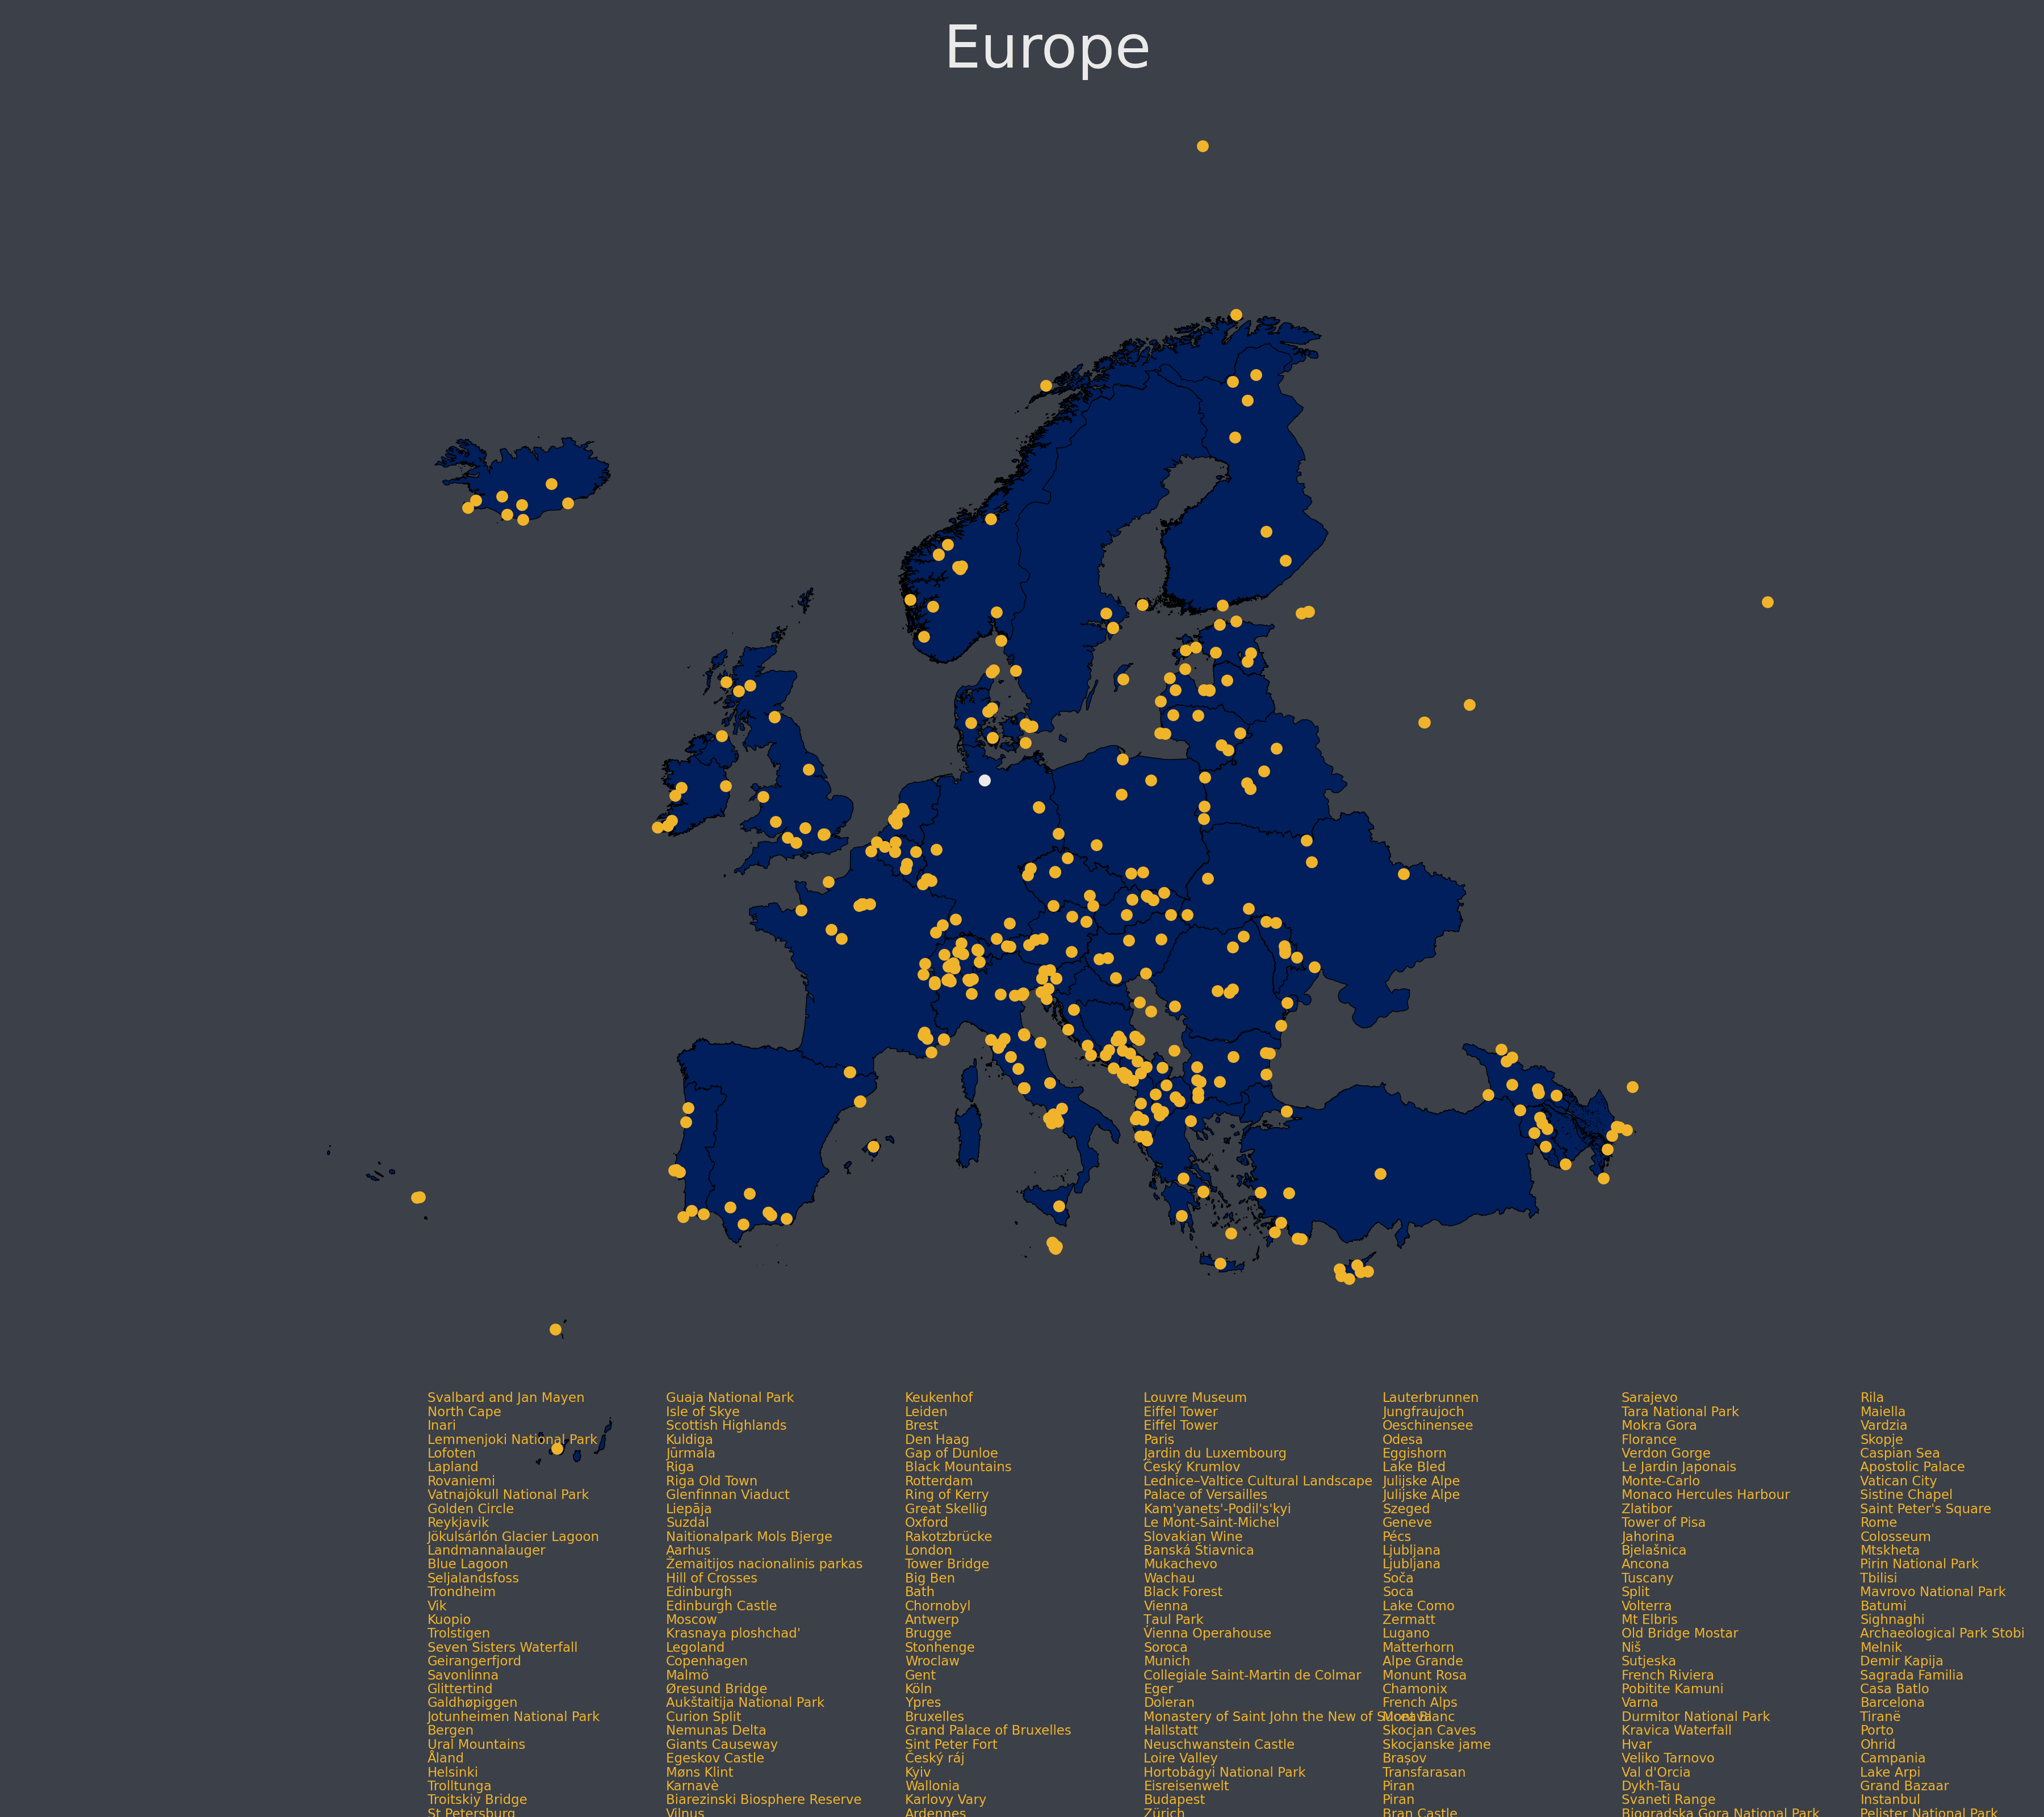 Europe
Svalbard and Jan Mayen
North Cape
Inari
Lemmenjoki National Park
Lofoten
Lapland
Rovaniemi
Vatnajökull National Park
Golden Circle
Reykjavik
Jökulsárlón Glacier Lagoon
Landmannalauger
Blue Lagoon
Seljalandsfoss
Trondheim
Vik
Kuopio
Trolstigen
Seven Sisters Waterfall
Geirangerfjord
Savonlinna
Glittertind
Galdhøpiggen
Jotunheimen National Park
Bergen
Ural Mountains
Åland
Helsinki
Trolltunga
Troitskiy Bridge
St Petersburg
Guaja National Park
Isle of Skye
Scottish Highlands
Kuldiga
Jūrmala
Riga
Riga Old Town
Glenfinnan Viaduct
Liepāja
Suzdal
Naitionalpark Mols Bjerge
Aarhus
Žemaitijos nacionalinis parkas
Hill of Crosses
Edinburgh
Edinburgh Castle
Moscow
Krasnaya ploshchad'
Legoland
Copenhagen
Malmö
Øresund Bridge
Aukštaitija National Park
Curion Split
Nemunas Delta
Giants Causeway
Egeskov Castle
Møns Klint
Karnavè
Biarezinski Biosphere Reserve
Vilnus
Keukenhof
Leiden
Brest
Den Haag
Gap of Dunloe
Black Mountains
Rotterdam
Ring of Kerry
Great Skellig
Oxford
Rakotzbrücke
London
Tower Bridge
Big Ben
Bath
Chornobyl
Antwerp
Brugge
Stonhenge
Wroclaw
Gent
Köln
Ypres
Bruxelles
Grand Palace of Bruxelles
Sint Peter Fort
Český ráj
Kyiv
Wallonia
Karlovy Vary
Ardennes
Louvre Museum
Eiffel Tower
Eiffel Tower
Paris
Jardin du Luxembourg
Český Krumlov
Lednice–Valtice Cultural Landscape
Palace of Versailles
Kam'yanets'-Podil's'kyi
Le Mont-Saint-Michel
Slovakian Wine
Banská Štiavnica
Mukachevo
Wachau
Black Forest
Vienna
Taul Park
Vienna Operahouse
Soroca
Munich
Collegiale Saint-Martin de Colmar
Eger
Doleran
Monastery of Saint John the New of Suceava
Hallstatt
Neuschwanstein Castle
Loire Valley
Hortobágyi National Park
Eisreisenwelt
Budapest
Zürich
Lauterbrunnen
Jungfraujoch
Oeschinensee
Odesa
Eggishorn
Lake Bled
Julijske Alpe
Julijske Alpe
Szeged
Geneve
Pécs
Ljubljana
Ljubljana
Soča
Soca
Lake Como
Zermatt
Lugano
Matterhorn
Alpe Grande
Monunt Rosa
Chamonix
French Alps
Mont Blanc
Skocjan Caves
Skocjanske jame
Brașov
Transfarasan
Piran
Piran
Bran Castle
Sarajevo
Tara National Park
Mokra Gora
Florance
Verdon Gorge
Le Jardin Japonais
Monte-Carlo
Monaco Hercules Harbour
Zlatibor
Tower of Pisa
Jahorina
Bjelašnica
Ancona
Tuscany
Split
Volterra
Mt Elbris
Old Bridge Mostar
Niš
Sutjeska
French Riviera
Pobitite Kamuni
Varna
Durmitor National Park
Kravica Waterfall
Hvar
Veliko Tarnovo
Val d'Orcia
Dykh-Tau
Svaneti Range
Biogradska Gora National Park
Rila
Maiella
Vardzia
Skopje
Caspian Sea
Apostolic Palace
Vatican City
Sistine Chapel
Saint Peter's Square
Rome
Colosseum
Mtskheta
Pirin National Park
Tbilisi
Mavrovo National Park
Batumi
Sighnaghi
Archaeological Park Stobi
Melnik
Demir Kapija
Sagrada Familia
Casa Batlo
Barcelona
Tiranë
Porto
Ohrid
Campania
Lake Arpi
Grand Bazaar
Instanbul
Pelister National Park